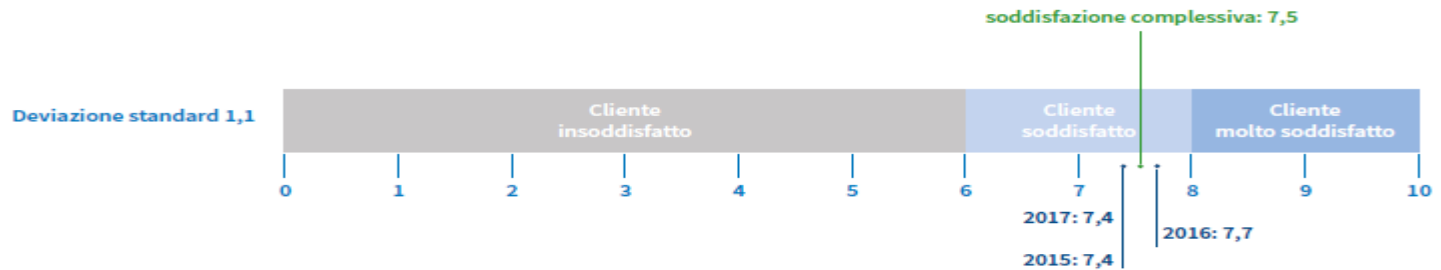 soddisfazione complessiva: 7,5
Deviazione standard 1,1
Cliente
insoddisfatto
Cliente
soddisfatto
Cliente
molto soddisfatto
0 1 2 3 4 5 6 7 8 9 10
2017: 7,4
2016: 7,7
2015: 7,4